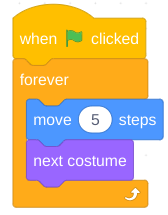 when clicked
forever
move 5 steps
next costume